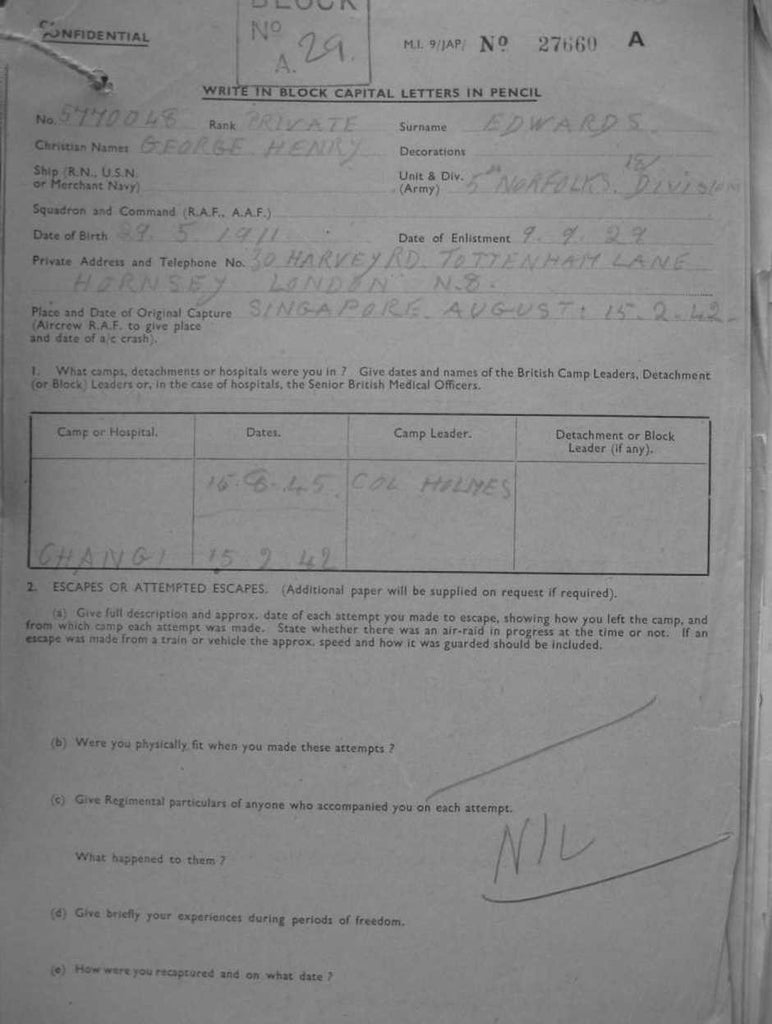 CONFIDENTIAL
BLOCK
Nº
A. 29.
M.I. 9/JAP/ Nº 27660 A
WRITE IN BLOCK CAPITAL LETTERS IN PENCIL
No. 5770048 Rank PRIVATE Surname EDWARDS.
Christian Names GEORGE HENRY Decorations
Ship (R.N., U.S.N. or Merchant Navy)
Unit & Div. (Army) 5th NORFOLKS. 18/ DIVISION
Squadron and Command (R.A.F., A.A.F.)
Date of Birth 29. 5 1911 Date of Enlistment 9. 9. 29
Private Address and Telephone No. 30 HARVEY RD. TOTTENHAM LANE
HORNSEY LONDON N.8.
Place and Date of Original Capture SINGAPORE. AUGUST: 15.2.42.
(Aircrew R.A.F. to give place
and date of a/c crash).
1. What camps, detachments or hospitals were you in ? Give dates and names of the British Camp Leaders, Detachment
(or Block) Leaders or, in the case of hospitals, the Senior British Medical Officers.
Camp or Hospital. Dates. Camp Leader. Detachment or Block
Leader (if any).
15.8.45. COL HOLMES
CHANGI 15 2 42
2. ESCAPES OR ATTEMPTED ESCAPES. (Additional paper will be supplied on request if required).
(a) Give full description and approx. date of each attempt you made to escape, showing how you left the camp, and
from which camp each attempt was made. State whether there was an air-raid in progress at the time or not. If an
escape was made from a train or vehicle the approx. speed and how it was guarded should be included.
(b) Were you physically fit when you made these attempts ?
(c) Give Regimental particulars of anyone who accompanied you on each attempt.
NIL
What happened to them ?
(d) Give briefly your experiences during periods of freedom.
(e) How were you recaptured and on what date ?